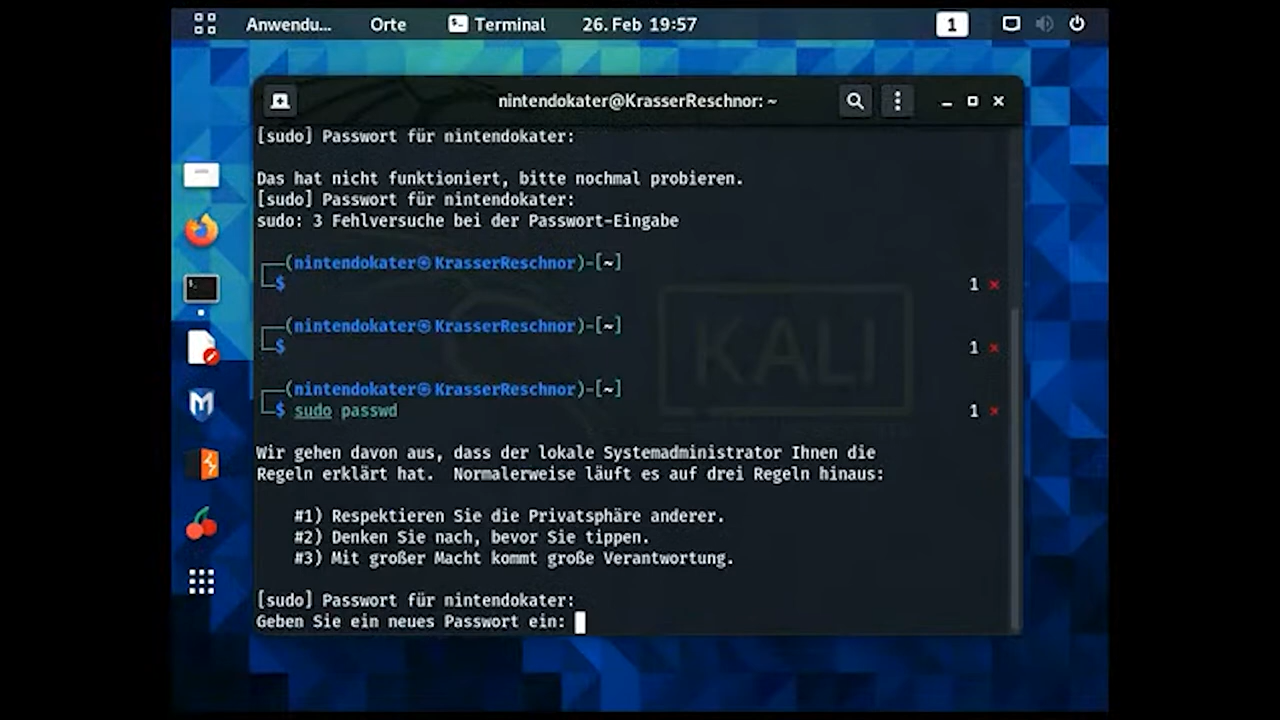 Anwendu... Orte Terminal 26. Feb 19:57 1
nintendokater@KrasserReschnor: ~
[sudo] Passwort für nintendokater:
Das hat nicht funktioniert, bitte nochmal probieren.
[sudo] Passwort für nintendokater:
sudo: 3 Fehlversuche bei der Passwort-Eingabe
┌──(nintendokater㉿KrasserReschnor)-[~]
└─$ 1 ⨯
┌──(nintendokater㉿KrasserReschnor)-[~]
└─$ 1 ⨯
┌──(nintendokater㉿KrasserReschnor)-[~]
└─$ sudo passwd 1 ⨯
KALI
Wir gehen davon aus, dass der lokale Systemadministrator Ihnen die
Regeln erklärt hat.  Normalerweise läuft es auf drei Regeln hinaus:
#1) Respektieren Sie die Privatsphäre anderer.
#2) Denken Sie nach, bevor Sie tippen.
#3) Mit großer Macht kommt große Verantwortung.
[sudo] Passwort für nintendokater:
Geben Sie ein neues Passwort ein: